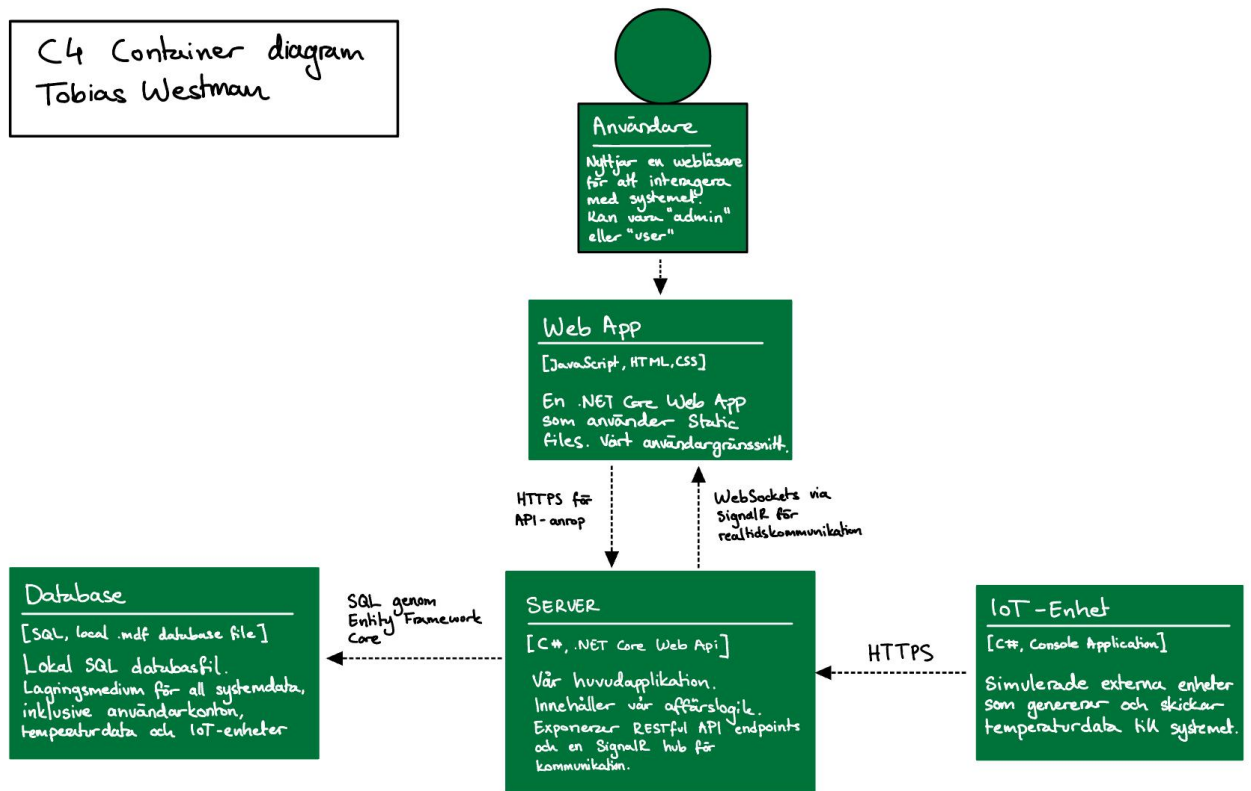 C4 Container diagram
Tobias Westman
Användare
Nyttjar en webläsare
för att interagera
med systemet.
Kan vara "admin"
eller "user"
Web App
[JavaScript, HTML, CSS]
En .NET Core Web App
som använder Static
files. Vårt användargränssnitt.
HTTPS för
API-anrop
WebSockets via
SignalR för
realtidskommunikation
Database
[SQL, local .mdf database file]
Lokal SQL databasfil.
Lagringsmedium för all systemdata,
inklusive användarkonton,
temperaturdata och IoT-enheter
SQL genom
Entity Framework
Core
SERVER
[C#, .NET Core Web Api]
Vår huvudapplikation.
Innehåller vår affärslogik.
Exponerar RESTful API endpoints
och en SignalR hub för
kommunikation.
HTTPS
IoT-Enhet
[C#, Console Application]
Simulerade externa enheter
som genererar och skickar
temperaturdata till systemet.